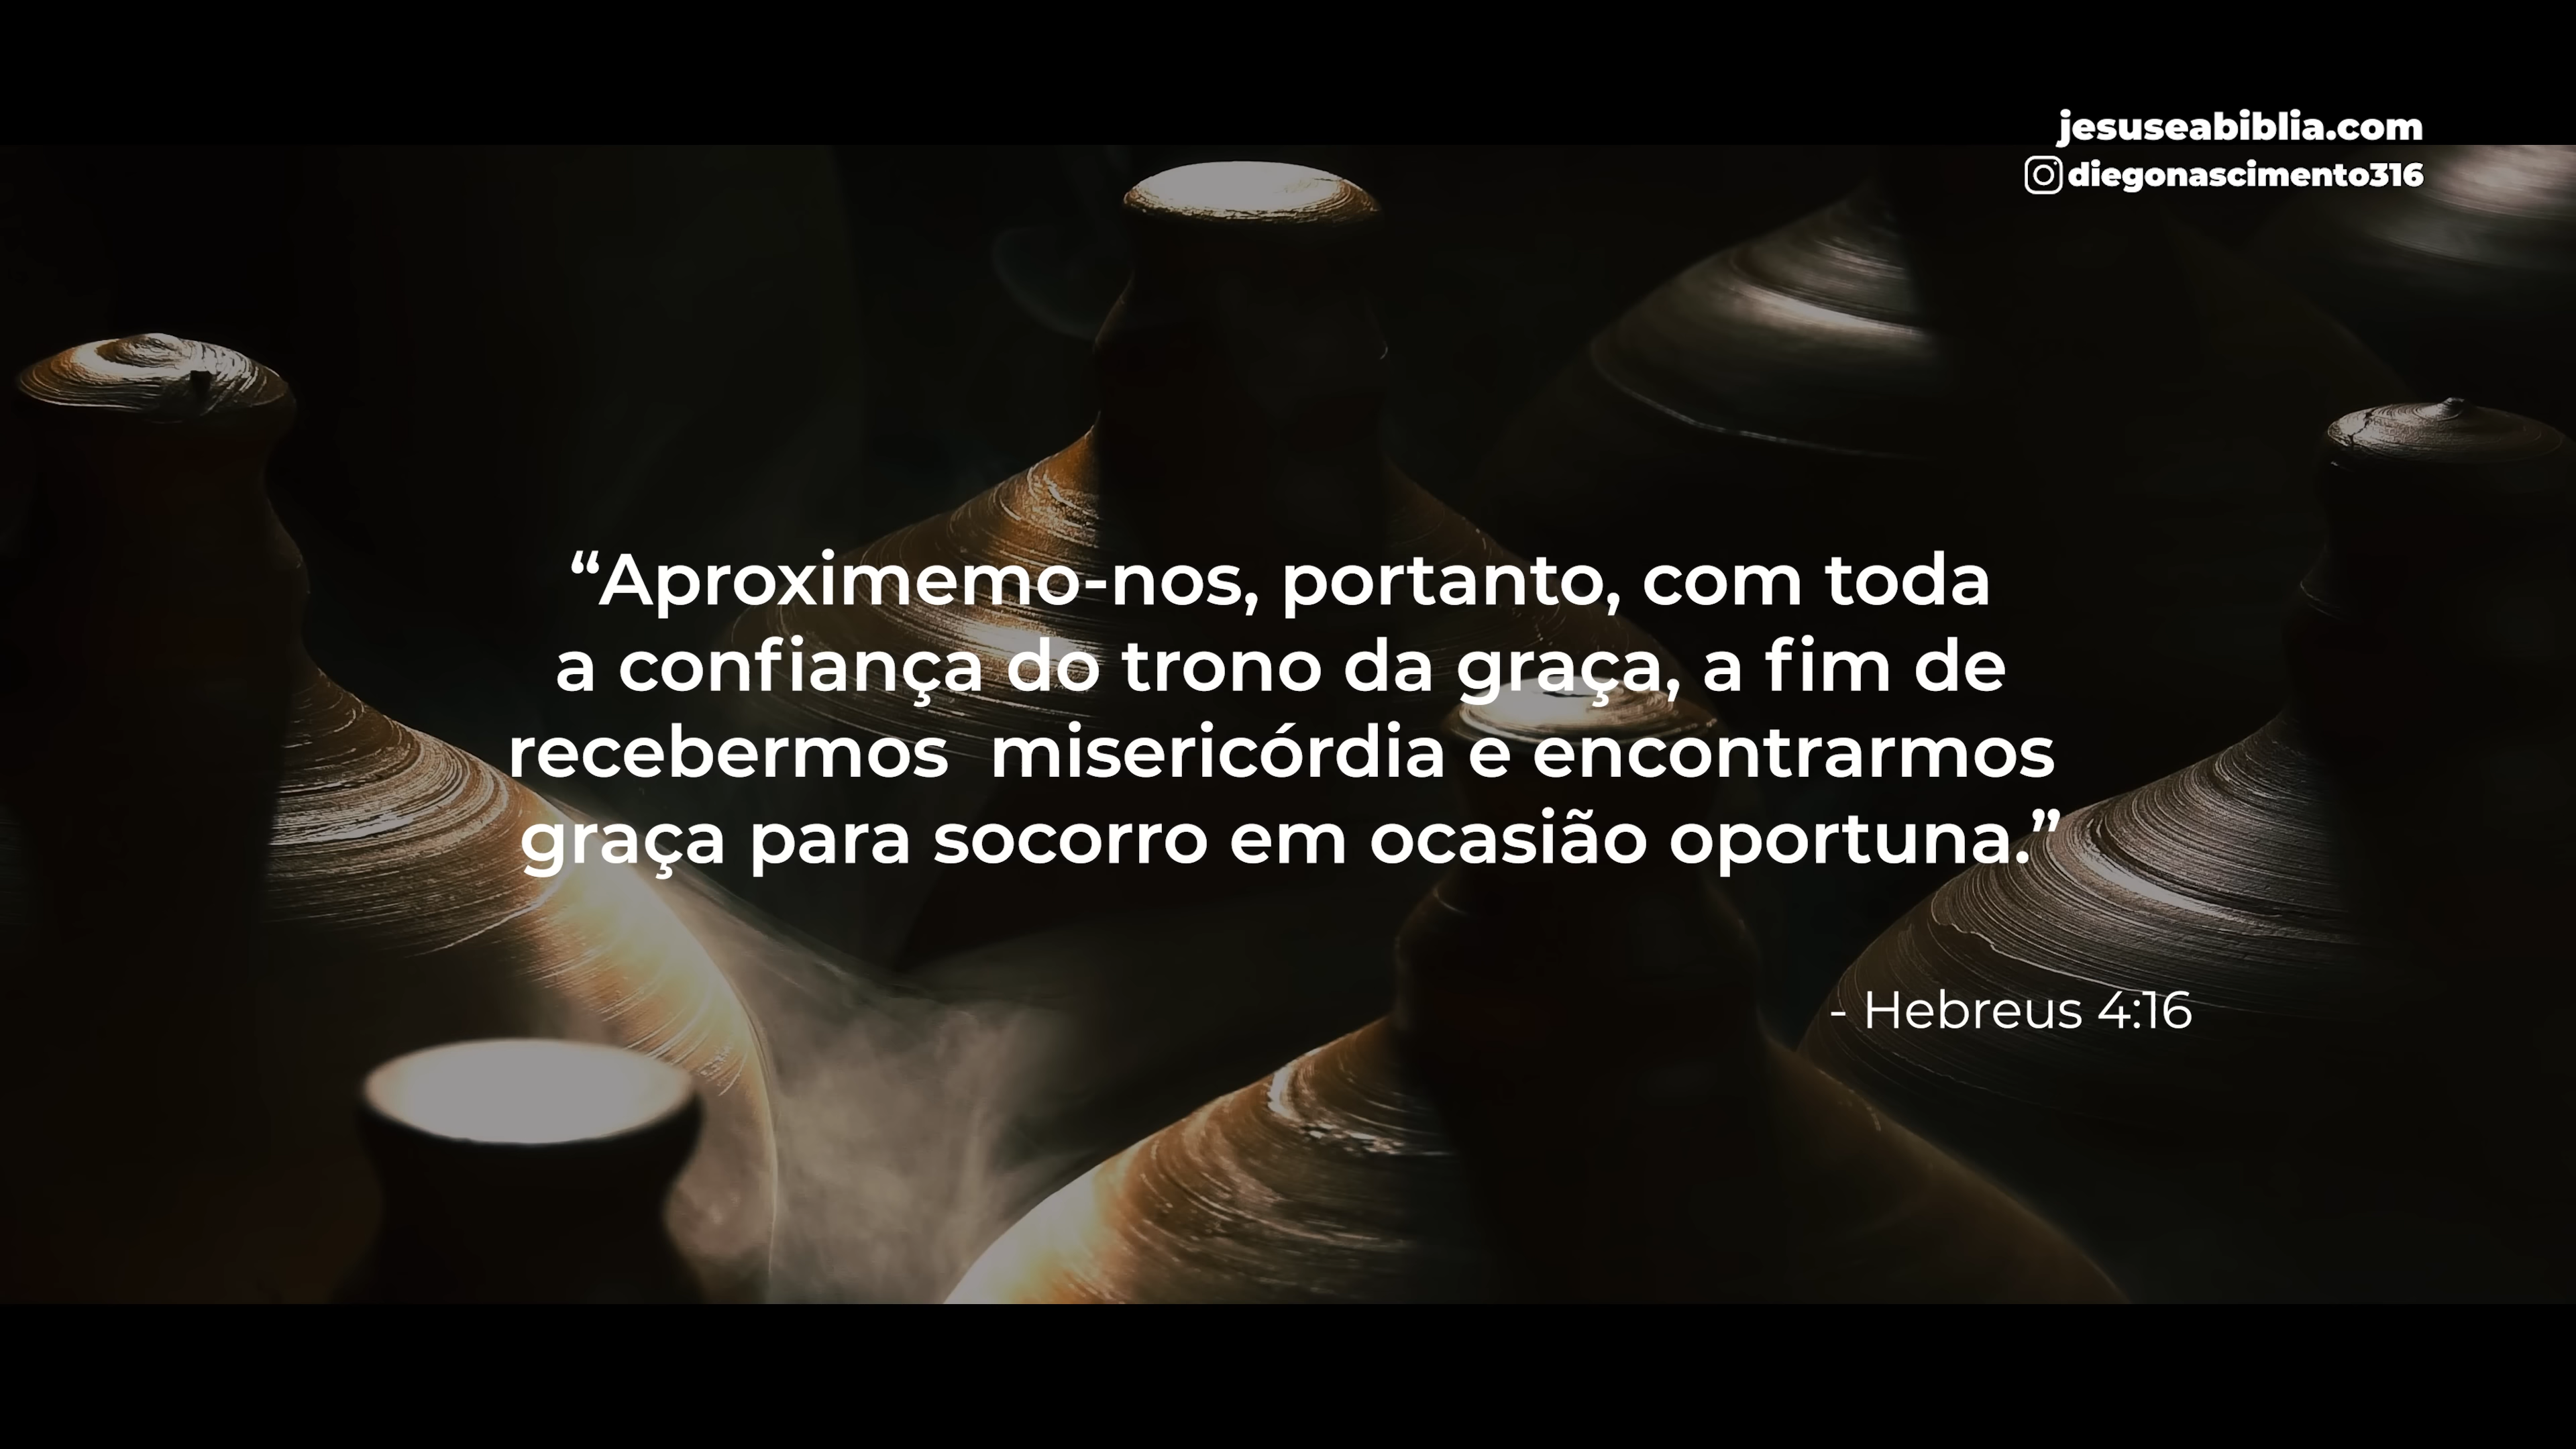 jesuseabiblia.com
diegonascimento316
“Aproximemo-nos, portanto, com toda
a confiança do trono da graça, a fim de
recebermos  misericórdia e encontrarmos
graça para socorro em ocasião oportuna.”
- Hebreus 4:16